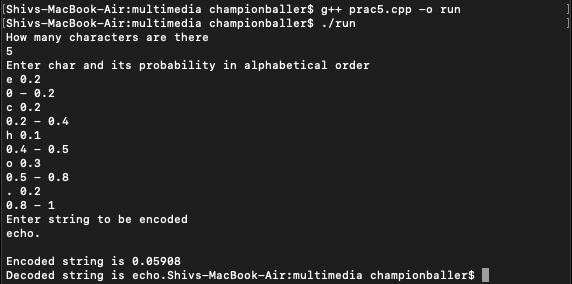 [Shivs-MacBook-Air:multimedia championballer$ g++ prac5.cpp -o run ]
[Shivs-MacBook-Air:multimedia championballer$ ./run ]
How many characters are there
5
Enter char and its probability in alphabetical order
e 0.2
0 - 0.2
c 0.2
0.2 - 0.4
h 0.1
0.4 - 0.5
o 0.3
0.5 - 0.8
. 0.2
0.8 - 1
Enter string to be encoded
echo.
Encoded string is 0.05908
Decoded string is echo.Shivs-MacBook-Air:multimedia championballer$